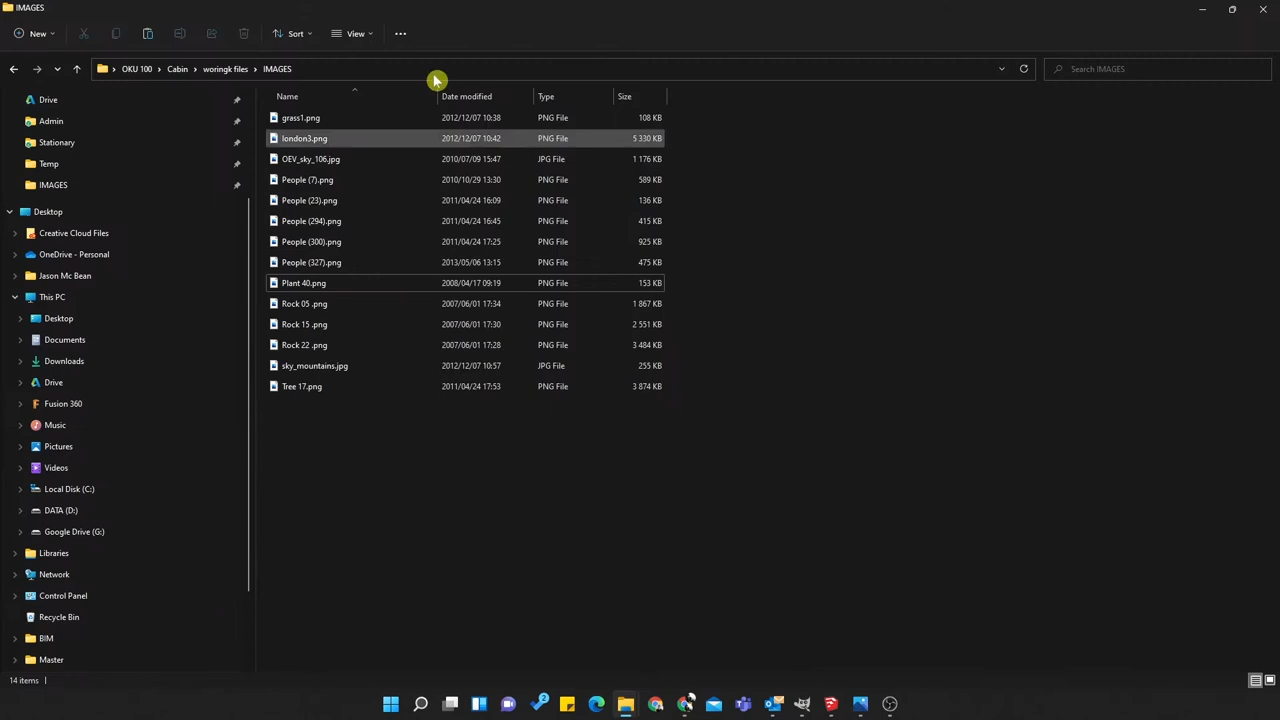 IMAGES
New
Sort
View
OKU 100 > Cabin > woringk files > IMAGES
Search IMAGES
Name Date modified Type Size
Drive
Admin
Stationary
Temp
IMAGES
Desktop
Creative Cloud Files
OneDrive - Personal
Jason Mc Bean
This PC
Desktop
Documents
Downloads
Drive
Fusion 360
Music
Pictures
Videos
Local Disk (C:)
DATA (D:)
Google Drive (G:)
Libraries
Network
Control Panel
Recycle Bin
BIM
Master
grass1.png 2012/12/07 10:38 PNG File 108 KB
london3.png 2012/12/07 10:42 PNG File 5 330 KB
OEV_sky_106.jpg 2010/07/09 15:47 JPG File 1 176 KB
People (7).png 2010/10/29 13:30 PNG File 589 KB
People (23).png 2011/04/24 16:09 PNG File 136 KB
People (294).png 2011/04/24 16:45 PNG File 415 KB
People (300).png 2011/04/24 17:25 PNG File 925 KB
People (327).png 2013/05/06 13:15 PNG File 475 KB
Plant 40.png 2008/04/17 09:19 PNG File 153 KB
Rock 05 .png 2007/06/01 17:34 PNG File 1 867 KB
Rock 15 .png 2007/06/01 17:30 PNG File 2 551 KB
Rock 22 .png 2007/06/01 17:28 PNG File 3 484 KB
sky_mountains.jpg 2012/12/07 10:57 JPG File 255 KB
Tree 17.png 2011/04/24 17:53 PNG File 3 874 KB
14 items
2